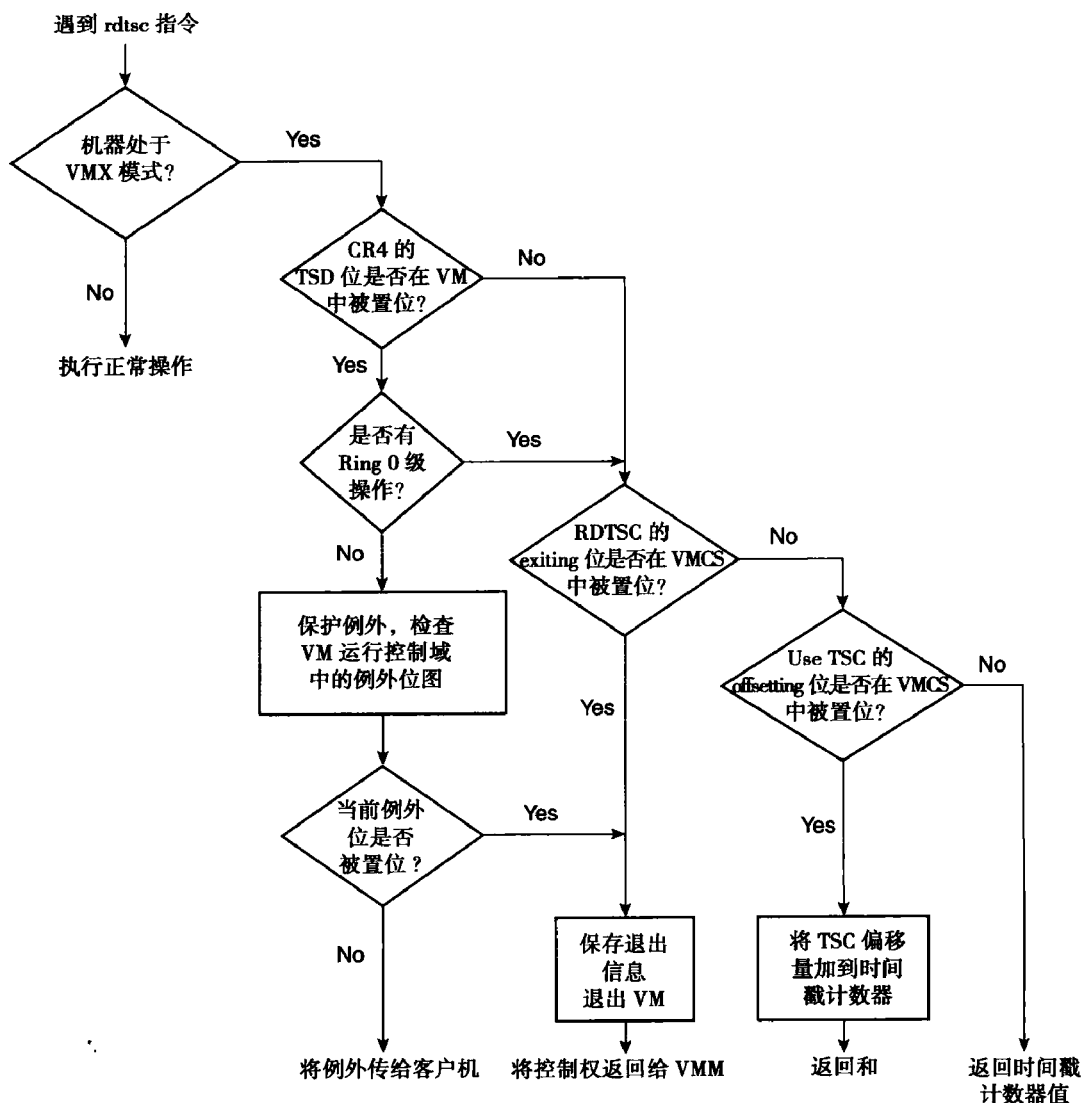 遇到 rdtsc 指令
机器处于
VMX 模式?
Yes
No
执行正常操作
CR4 的
TSD 位是否在 VM
中被置位?
No
Yes
是否有
Ring 0 级
操作?
Yes
No
RDTSC 的
exiting 位是否在 VMCS
中被置位?
No
Yes
保护例外，检查
VM 运行控制域
中的例外位图
Use TSC 的
offsetting 位是否在 VMCS
中被置位?
No
Yes
当前例外
位是否
被置位?
Yes
No
保存退出
信息
退出 VM
将 TSC 偏移
量加到时间
戳计数器
将例外传给客户机
将控制权返回给 VMM
返回和
返回时间戳
计数器值